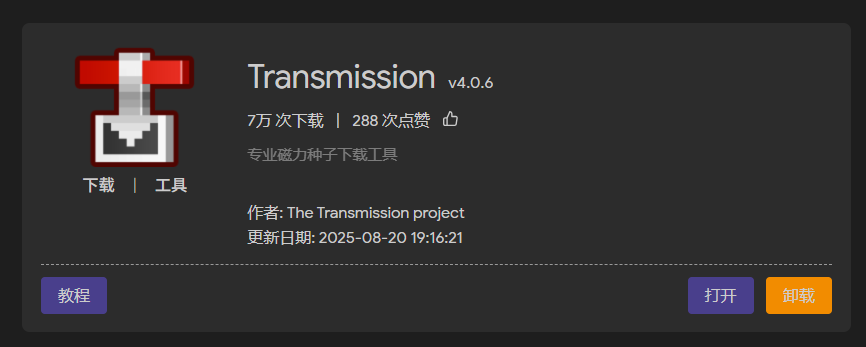 Transmission v4.0.6
7万 次下载 | 288 次点赞
专业磁力种子下载工具
下载 | 工具
作者: The Transmission project
更新日期: 2025-08-20 19:16:21
教程 打开 卸载